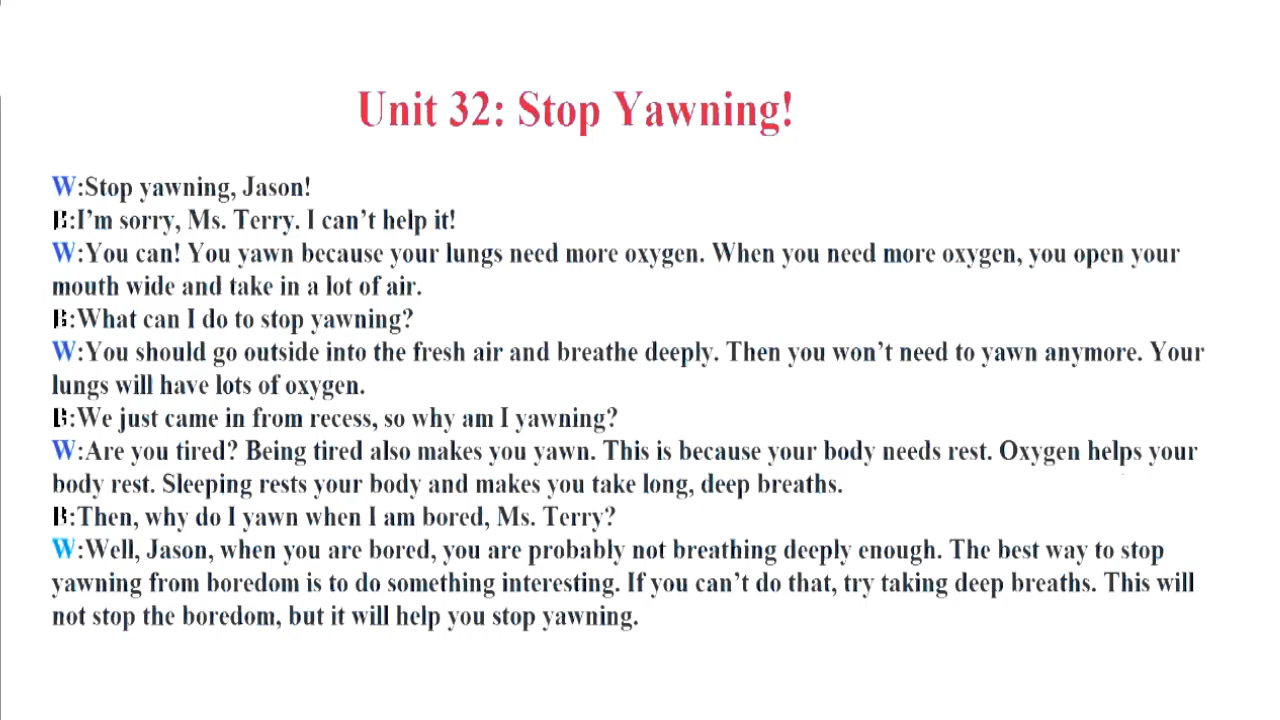 Unit 32: Stop Yawning!
W:Stop yawning, Jason!
B:I'm sorry, Ms. Terry. I can't help it!
W:You can! You yawn because your lungs need more oxygen. When you need more oxygen, you open your
mouth wide and take in a lot of air.
B:What can I do to stop yawning?
W:You should go outside into the fresh air and breathe deeply. Then you won't need to yawn anymore. Your
lungs will have lots of oxygen.
B:We just came in from recess, so why am I yawning?
W:Are you tired? Being tired also makes you yawn. This is because your body needs rest. Oxygen helps your
body rest. Sleeping rests your body and makes you take long, deep breaths.
B:Then, why do I yawn when I am bored, Ms. Terry?
W:Well, Jason, when you are bored, you are probably not breathing deeply enough. The best way to stop
yawning from boredom is to do something interesting. If you can't do that, try taking deep breaths. This will
not stop the boredom, but it will help you stop yawning.